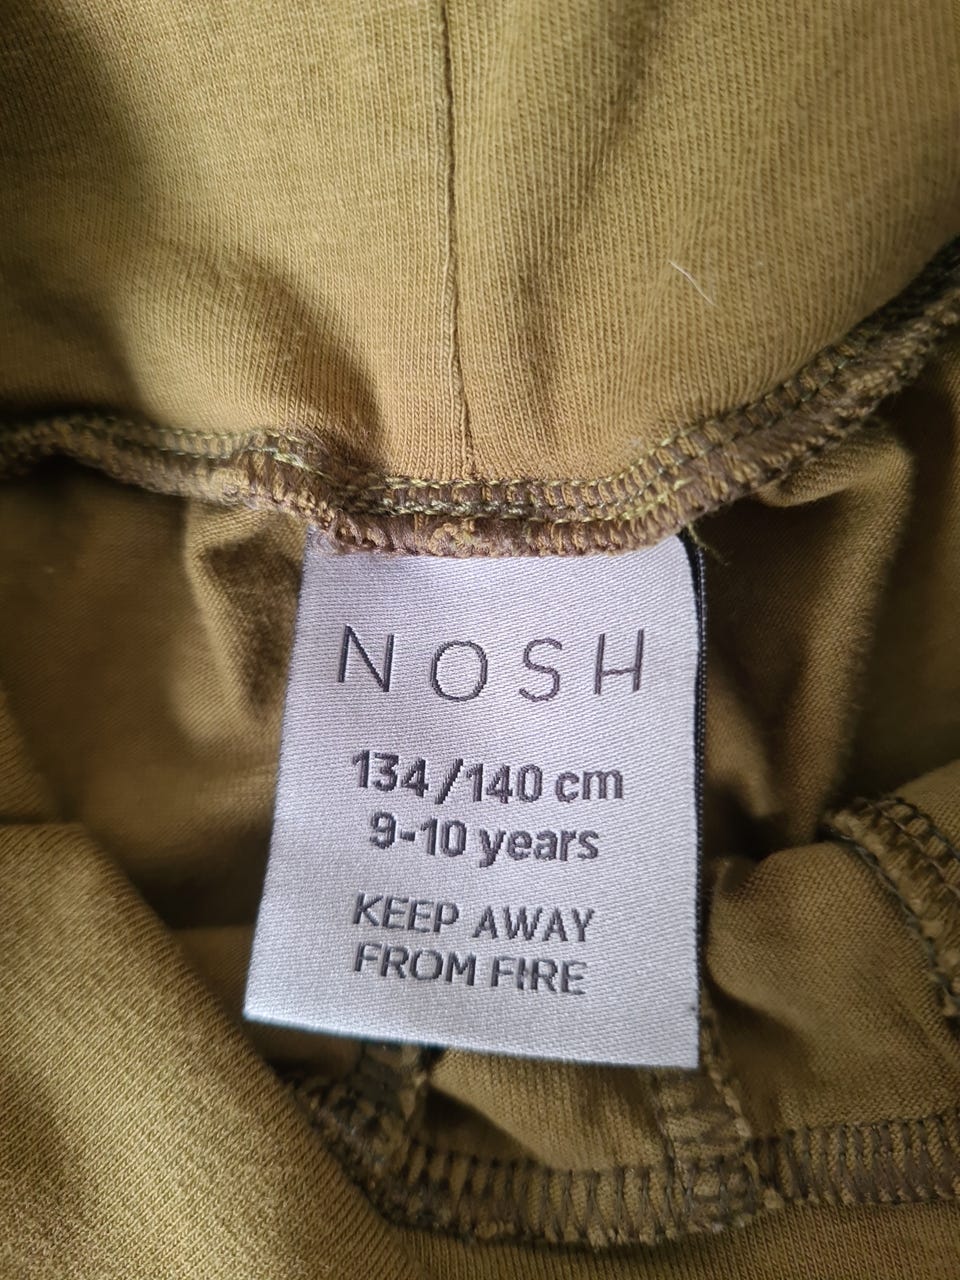 NOSH
134/140 cm
9-10 years
KEEP AWAY
FROM FIRE